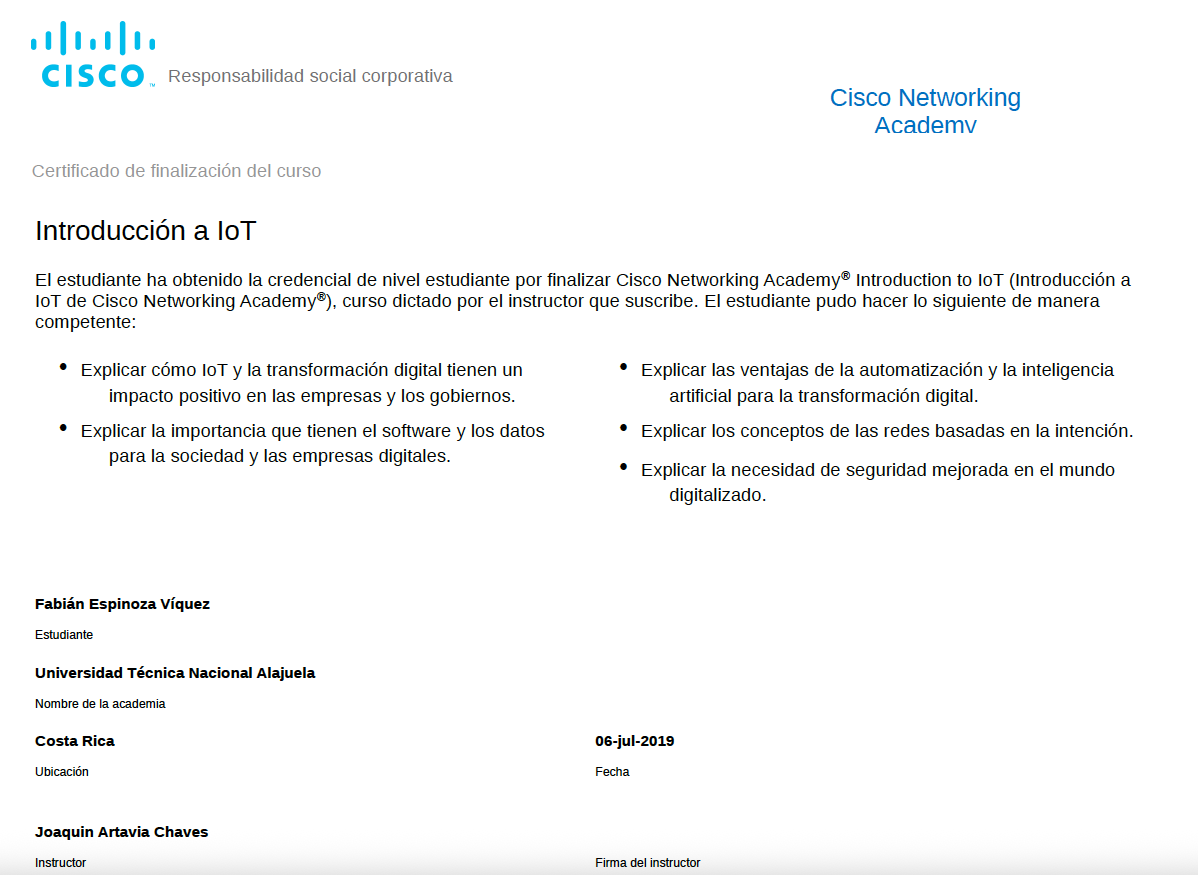 CISCO
Responsabilidad social corporativa
Cisco Networking
Academy
Certificado de finalización del curso
Introducción a IoT
El estudiante ha obtenido la credencial de nivel estudiante por finalizar Cisco Networking Academy® Introduction to IoT (Introducción a
IoT de Cisco Networking Academy®), curso dictado por el instructor que suscribe. El estudiante pudo hacer lo siguiente de manera
competente:
• Explicar cómo IoT y la transformación digital tienen un
impacto positivo en las empresas y los gobiernos.
• Explicar la importancia que tienen el software y los datos
para la sociedad y las empresas digitales.
• Explicar las ventajas de la automatización y la inteligencia
artificial para la transformación digital.
• Explicar los conceptos de las redes basadas en la intención.
• Explicar la necesidad de seguridad mejorada en el mundo
digitalizado.
Fabián Espinoza Víquez
Estudiante
Universidad Técnica Nacional Alajuela
Nombre de la academia
Costa Rica
Ubicación
06-jul-2019
Fecha
Joaquin Artavia Chaves
Instructor
Firma del instructor